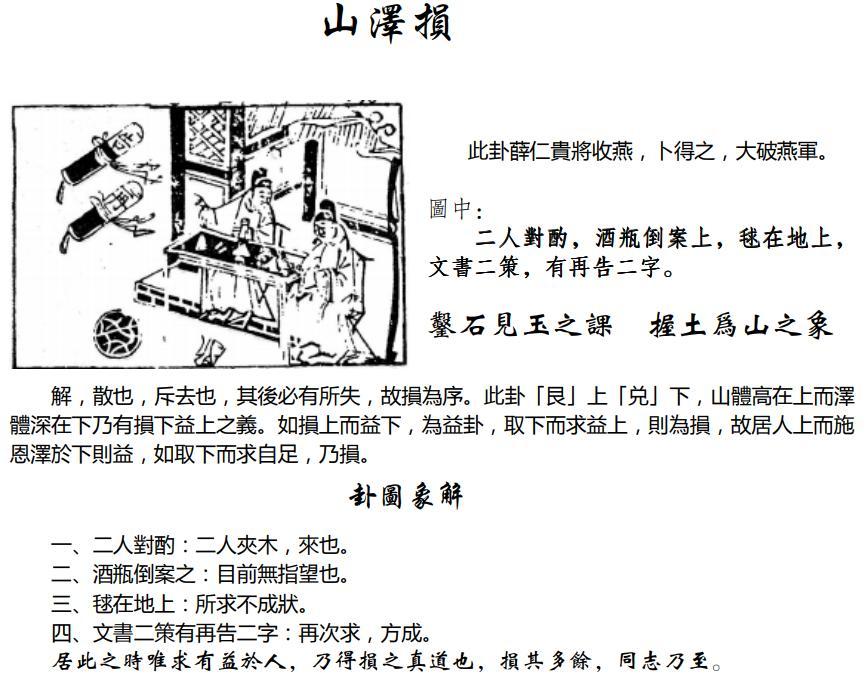 山澤損
此卦薛仁貴將收燕，卜得之，大破燕軍。
圖中：
二人對酌，酒瓶倒案上，毬在地上，
文書二策，有再告二字。
鑿石見玉之課　握土為山之象
解，散也，斥去也，其後必有所失，故損為序。此卦「艮」上「兌」下，山體高在上而澤
體深在下乃有損下益上之義。如損上而益下，為益卦，取下而求益上，則為損，故居人上而施
恩澤於下則益，如取下而求自足，乃損。
卦圖象解
一、二人對酌：二人夾木，來也。
二、酒瓶倒案之：目前無指望也。
三、毬在地上：所求不成狀。
四、文書二策有再告二字：再次求，方成。
居此之時唯求有益於人，乃得損之真道也，損其多餘，同志乃至。